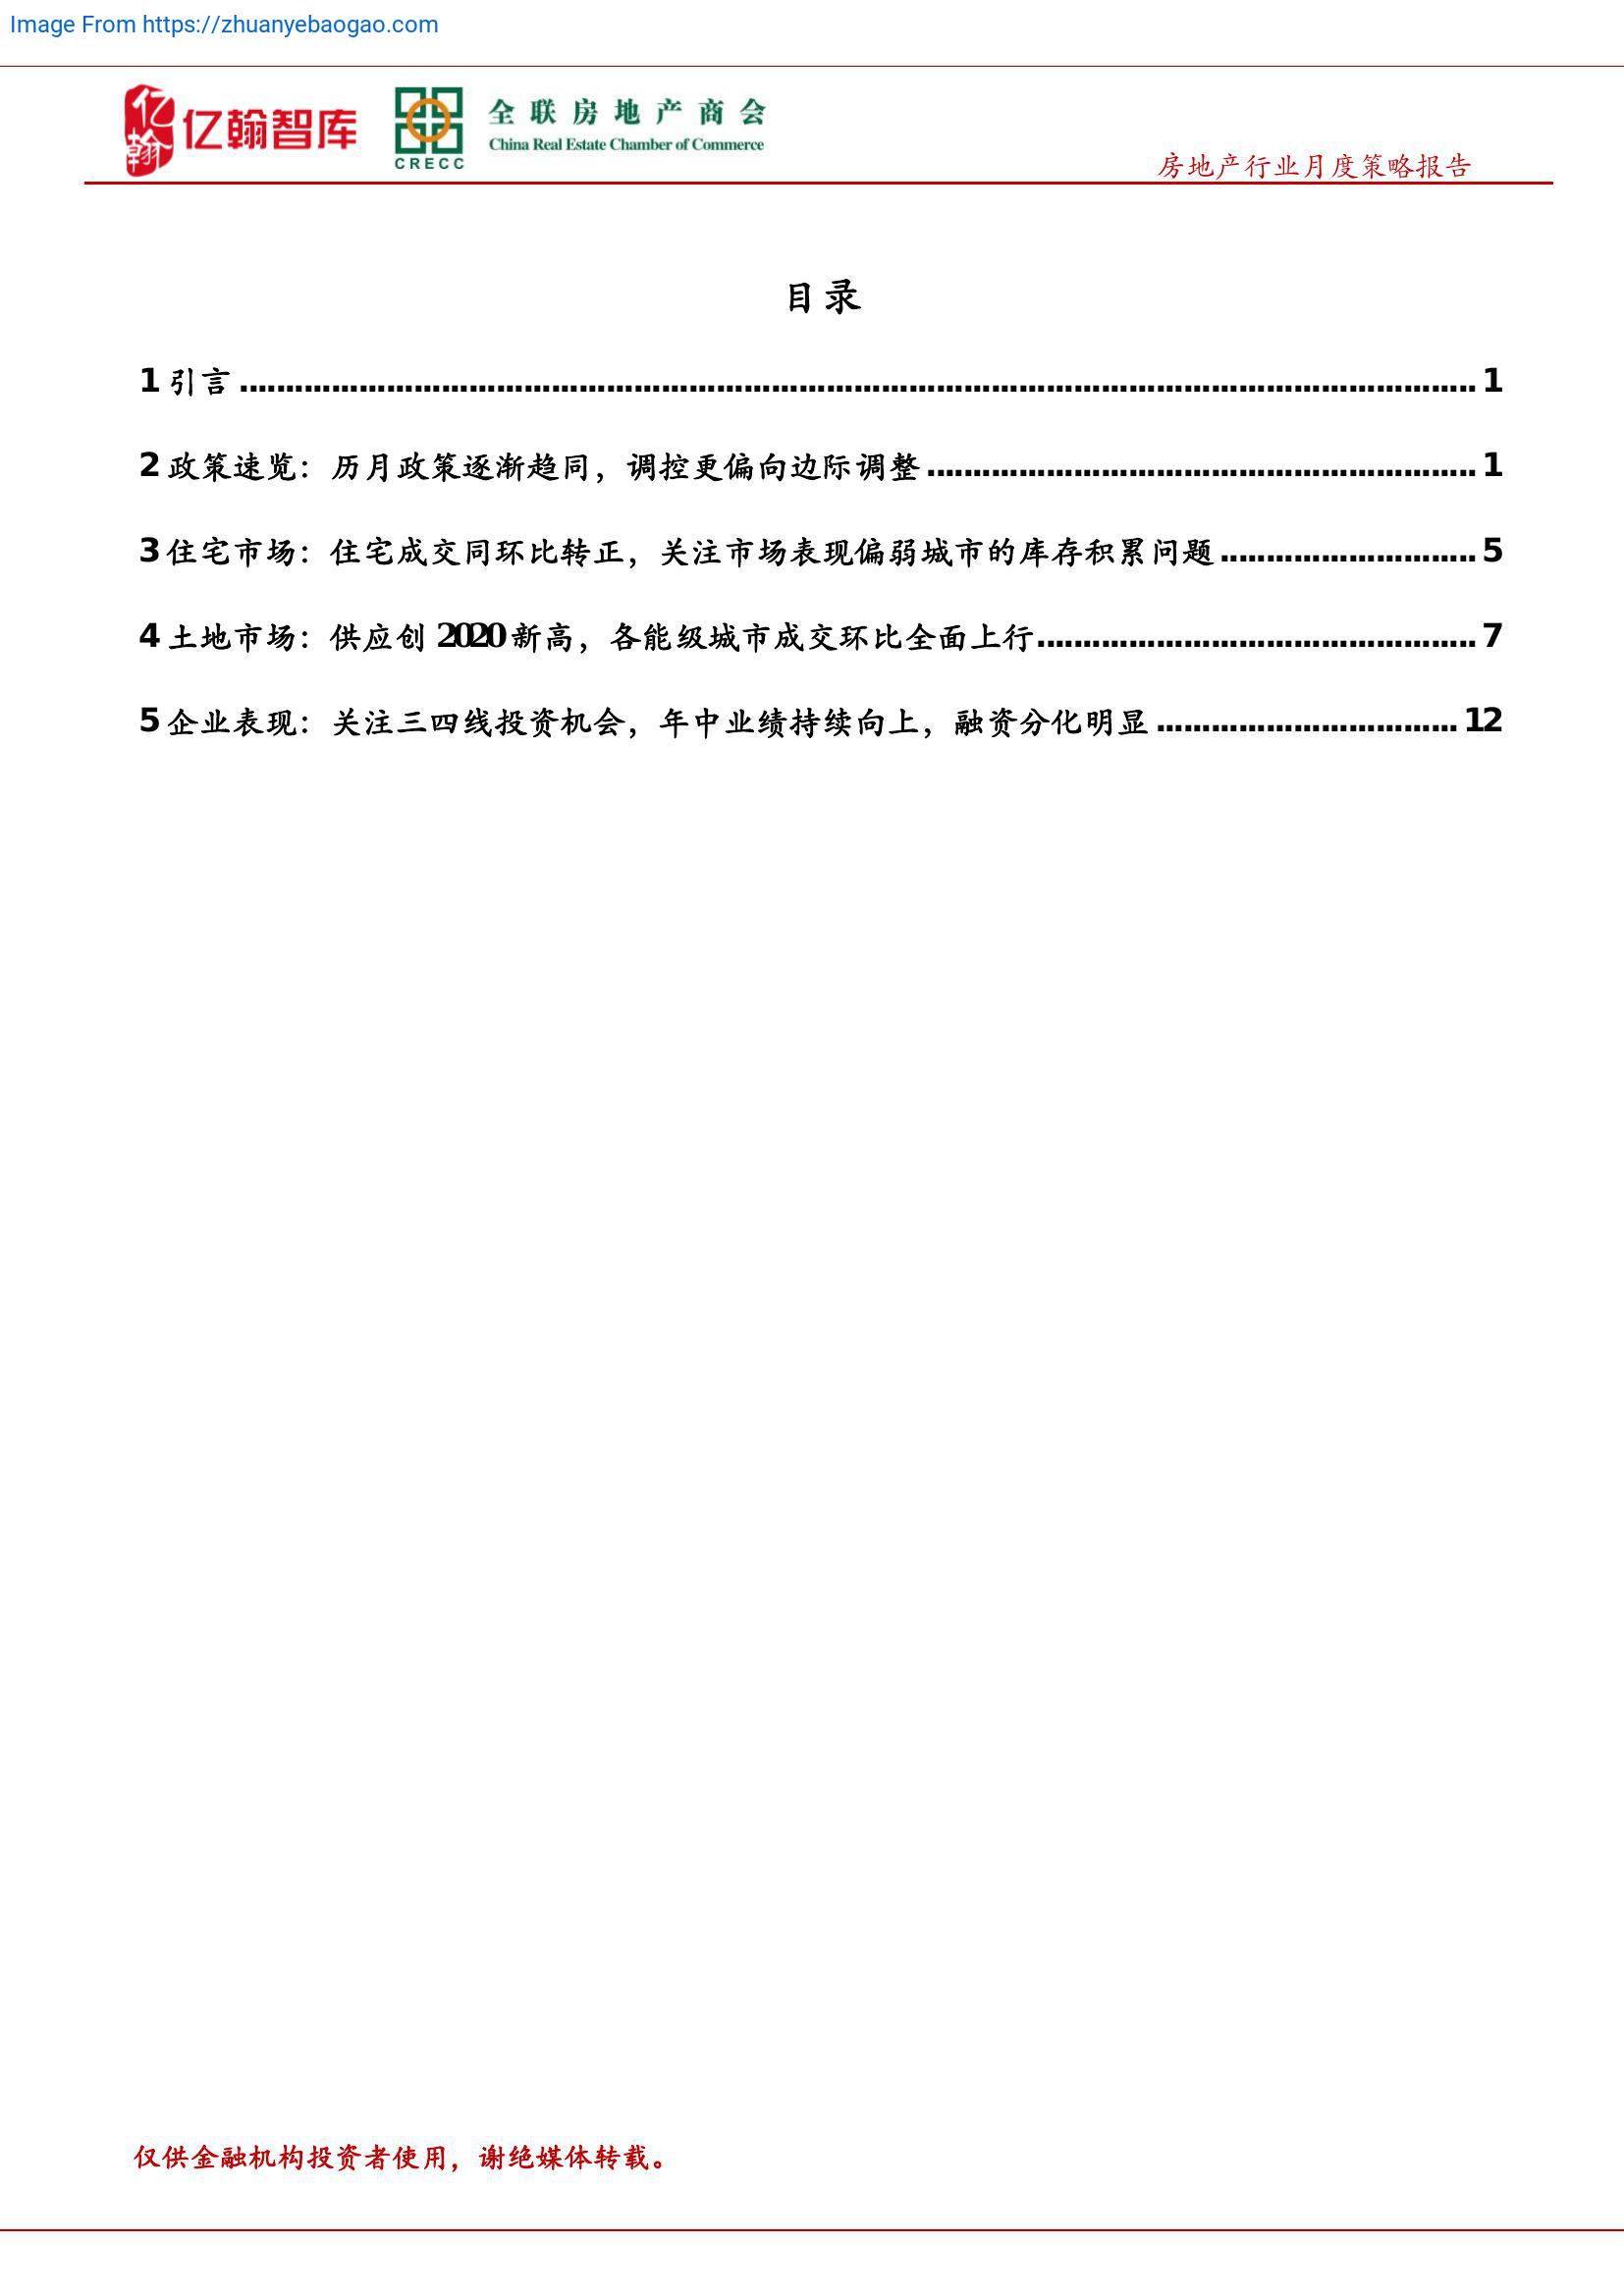 Image From https://zhuanyebaogao.com
亿翰
亿翰智库
CRECC
全联房地产商会
China Real Estate Chamber of Commerce
房地产行业月度策略报告
目录
1 引言........................................................................................................................................ 1
2 政策速览：历月政策逐渐趋同，调控更偏向边际调整............................................................ 1
3 住宅市场：住宅成交同环比转正，关注市场表现偏弱城市的库存积累问题............................ 5
4 土地市场：供应创 2020 新高，各能级城市成交环比全面上行................................................ 7
5 企业表现：关注三四线投资机会，年中业绩持续向上，融资分化明显................................. 12
仅供金融机构投资者使用，谢绝媒体转载。